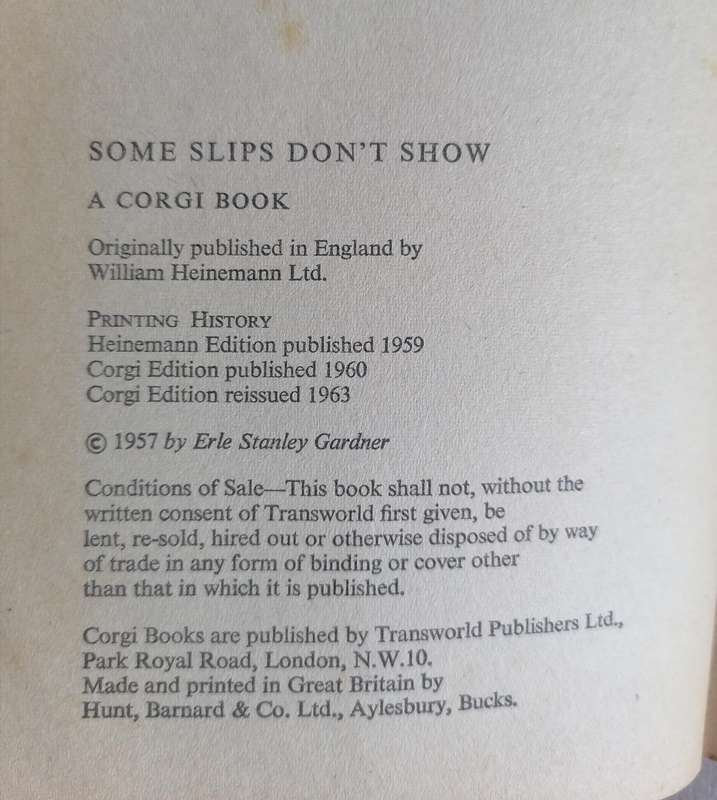 SOME SLIPS DON'T SHOW
A CORGI BOOK
Originally published in England by
William Heinemann Ltd.
PRINTING HISTORY
Heinemann Edition published 1959
Corgi Edition published 1960
Corgi Edition reissued 1963
© 1957 by Erle Stanley Gardner
Conditions of Sale—This book shall not, without the
written consent of Transworld first given, be
lent, re-sold, hired out or otherwise disposed of by way
of trade in any form of binding or cover other
than that in which it is published.
Corgi Books are published by Transworld Publishers Ltd.,
Park Royal Road, London, N.W.10.
Made and printed in Great Britain by
Hunt, Barnard & Co. Ltd., Aylesbury, Bucks.